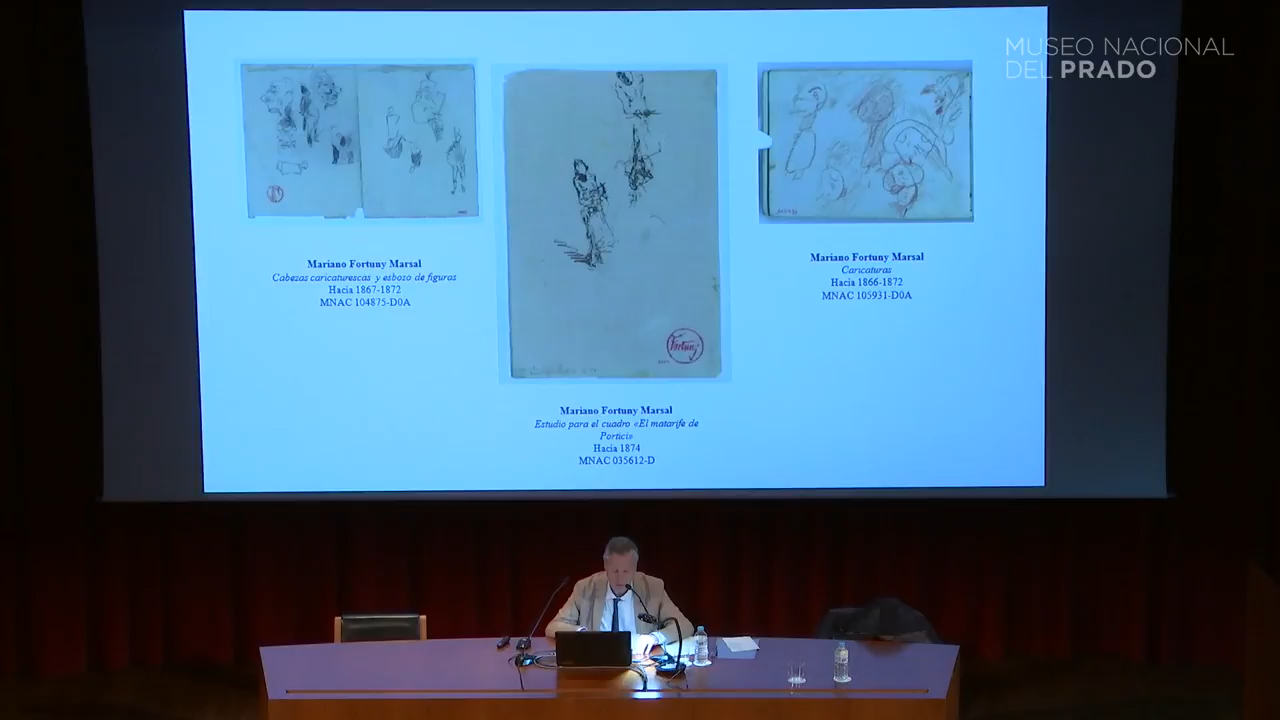 MUSEO NACIONAL
DEL PRADO
Mariano Fortuny Marsal
Cabezas caricaturescas y esbozo de figuras
Hacia 1867-1872
MNAC 104875-D0A
Fortuny
Mariano Fortuny Marsal
Estudio para el cuadro «El matarife de
Portici»
Hacia 1874
MNAC 035612-D
Mariano Fortuny Marsal
Caricaturas
Hacia 1866-1872
MNAC 105931-D0A